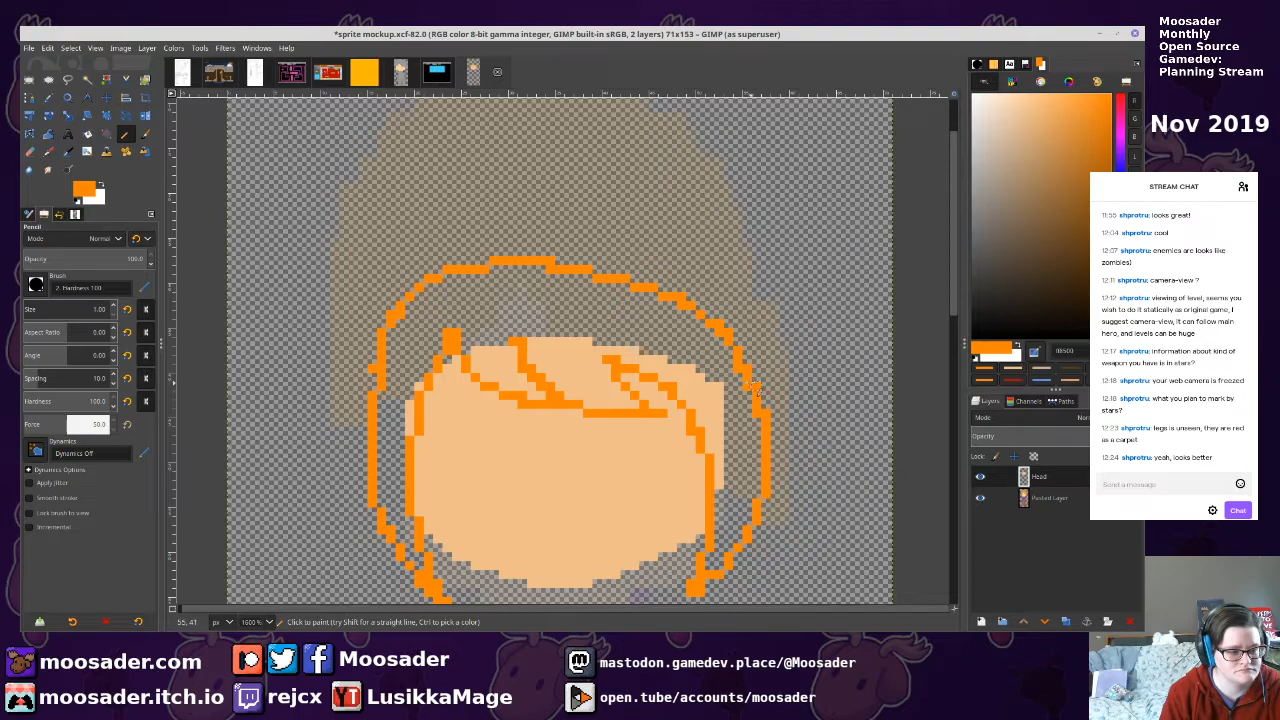 *sprite mockup.xcf-82.0 (RGB color 8-bit gamma integer, GIMP built-in sRGB, 2 layers) 71x153 – GIMP (as superuser)
File Edit Select View Image Layer Colors Tools Filters Windows Help
Pencil
Mode Normal
Opacity 100.0
Brush
2. Hardness 100
Size 1.00
Aspect Ratio 0.00
Angle 0.00
Spacing 10.0
Hardness 100.0
Force 50.0
Dynamics
Dynamics Off
Dynamics Options
Apply Jitter
Smooth stroke
Lock brush to view
Incremental
55, 41 px 1600 % Click to paint (try Shift for a straight line, Ctrl to pick a color)
R
G
B
L
ff8500
Layers Channels Paths
Mode
Opacity
Lock:
Head
Pasted Layer
Moosader
Monthly
Open Source
Gamedev:
Planning Stream
Nov 2019
STREAM CHAT
11:55 shprotru: looks great!
12:04 shprotru: cool
12:07 shprotru: enemies are looks like
zombies)
12:11 shprotru: camera-view ?
12:12 shprotru: viewing of level, seems you
wish to do it statically as original game, I
suggest camera-view, it can follow main
hero, and levels can be huge
12:17 shprotru: information about kind of
weapon you have is in stars?
12:18 shprotru: your web camera is freezed
12:18 shprotru: what you plan to mark by
stars?
12:23 shprotru: legs is unseen, they are red
as a carpet
12:24 shprotru: yeah, looks better
Send a message
Chat
moosader.com
Moosader
mastodon.gamedev.place/@Moosader
moosader.itch.io
rejcx
LusikkaMage
open.tube/accounts/moosader